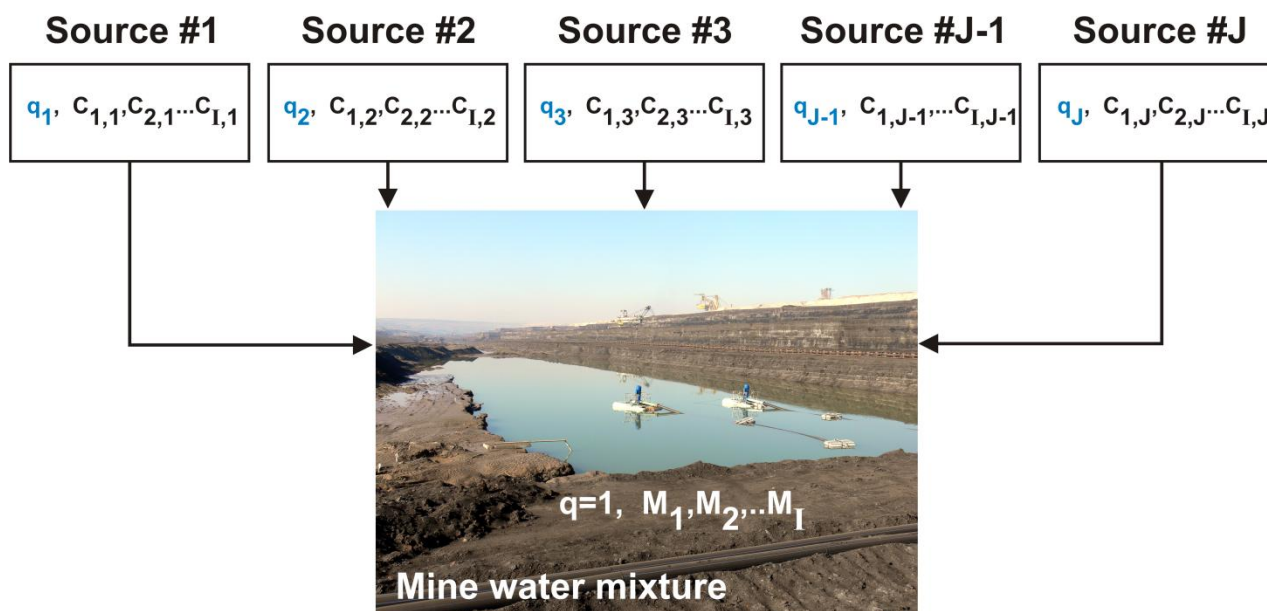 Source #1
Source #2
Source #3
Source #J-1
Source #J
q1, C1,1,C2,1...CI,1
q2, C1,2,C2,2...CI,2
q3, C1,3,C2,3...CI,3
qJ-1, C1,J-1,...CI,J-1
qJ, C1,J,C2,J...CI,J
q=1, M1,M2,..MI
Mine water mixture